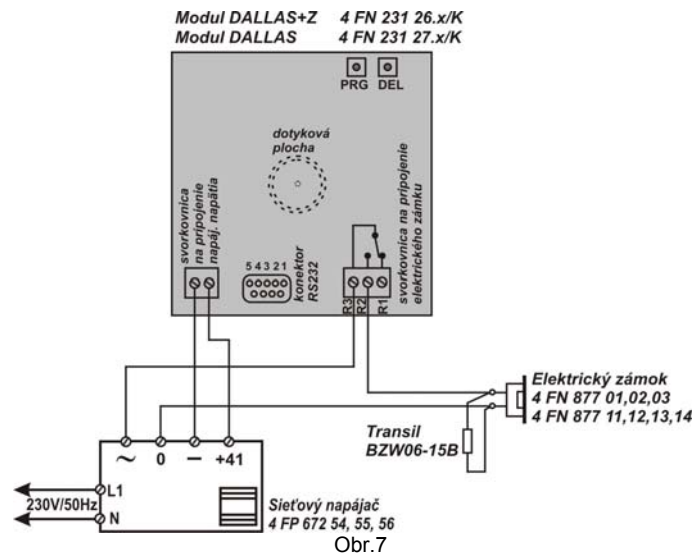 Modul DALLAS+Z 4 FN 231 26.x/K
Modul DALLAS 4 FN 231 27.x/K
PRG DEL
dotyková
plocha
svorkovnica
na pripojenie
napáj. napätia
5 4 3 2 1
konektor
RS232
R3 R2 R1
svorkovnica na pripojenie
elektrického zámku
Elektrický zámok
4 FN 877 01,02,03
4 FN 877 11,12,13,14
Transil
BZW06-15B
~ 0 − +41
L1
230V/50Hz
N
Sieťový napájač
4 FP 672 54, 55, 56
Obr.7